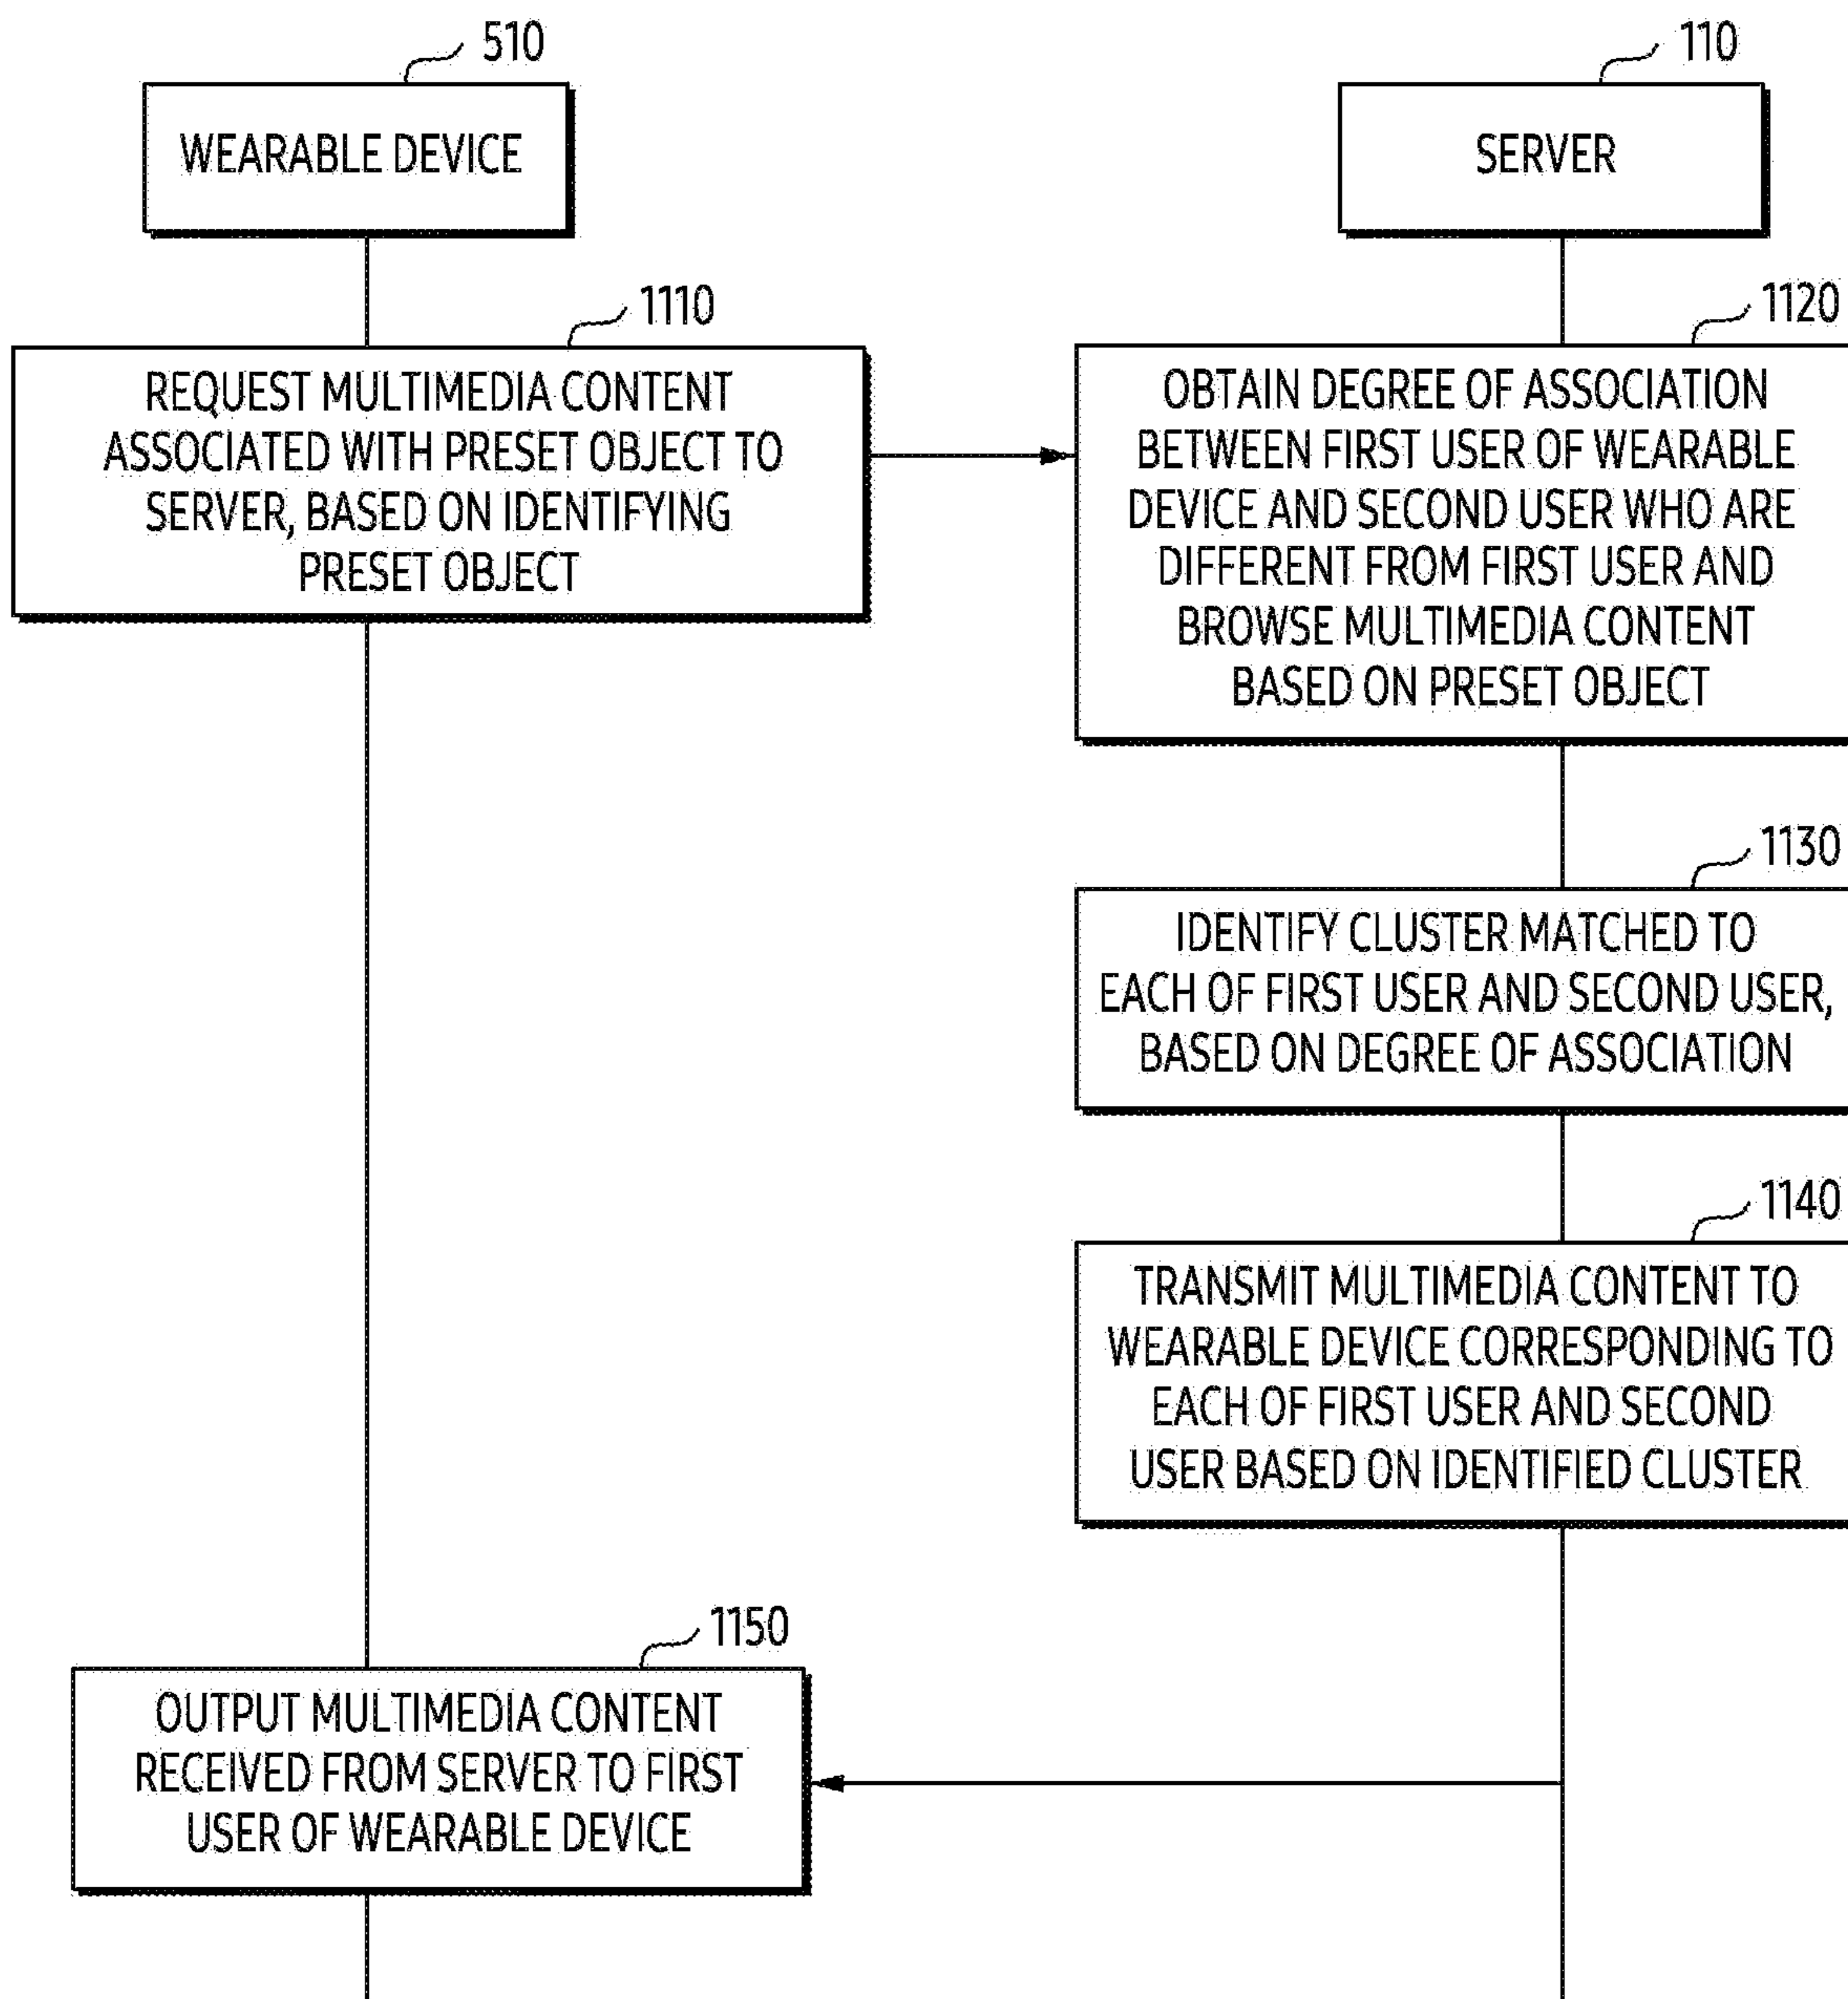 510
WEARABLE DEVICE
110
SERVER
1110
REQUEST MULTIMEDIA CONTENT
ASSOCIATED WITH PRESET OBJECT TO
SERVER, BASED ON IDENTIFYING
PRESET OBJECT
1120
OBTAIN DEGREE OF ASSOCIATION
BETWEEN FIRST USER OF WEARABLE
DEVICE AND SECOND USER WHO ARE
DIFFERENT FROM FIRST USER AND
BROWSE MULTIMEDIA CONTENT
BASED ON PRESET OBJECT
1130
IDENTIFY CLUSTER MATCHED TO
EACH OF FIRST USER AND SECOND USER,
BASED ON DEGREE OF ASSOCIATION
1140
TRANSMIT MULTIMEDIA CONTENT TO
WEARABLE DEVICE CORRESPONDING TO
EACH OF FIRST USER AND SECOND
USER BASED ON IDENTIFIED CLUSTER
1150
OUTPUT MULTIMEDIA CONTENT
RECEIVED FROM SERVER TO FIRST
USER OF WEARABLE DEVICE